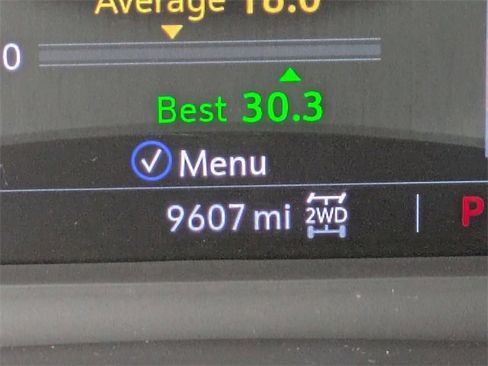 Average 18.0
0
Best 30.3
Menu
9607 mi 2WD P